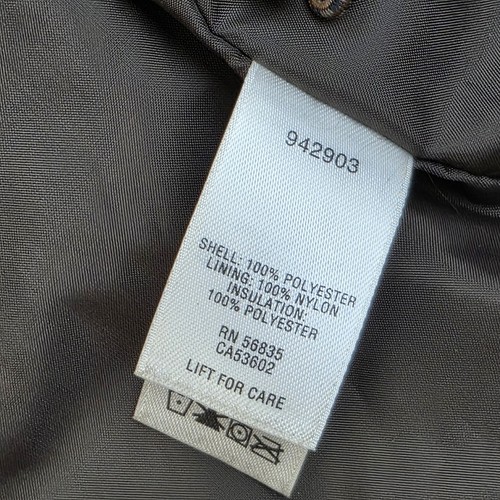 942903
SHELL: 100% POLYESTER
LINING: 100% NYLON
INSULATION:
100% POLYESTER
RN 56835
CA53602
LIFT FOR CARE